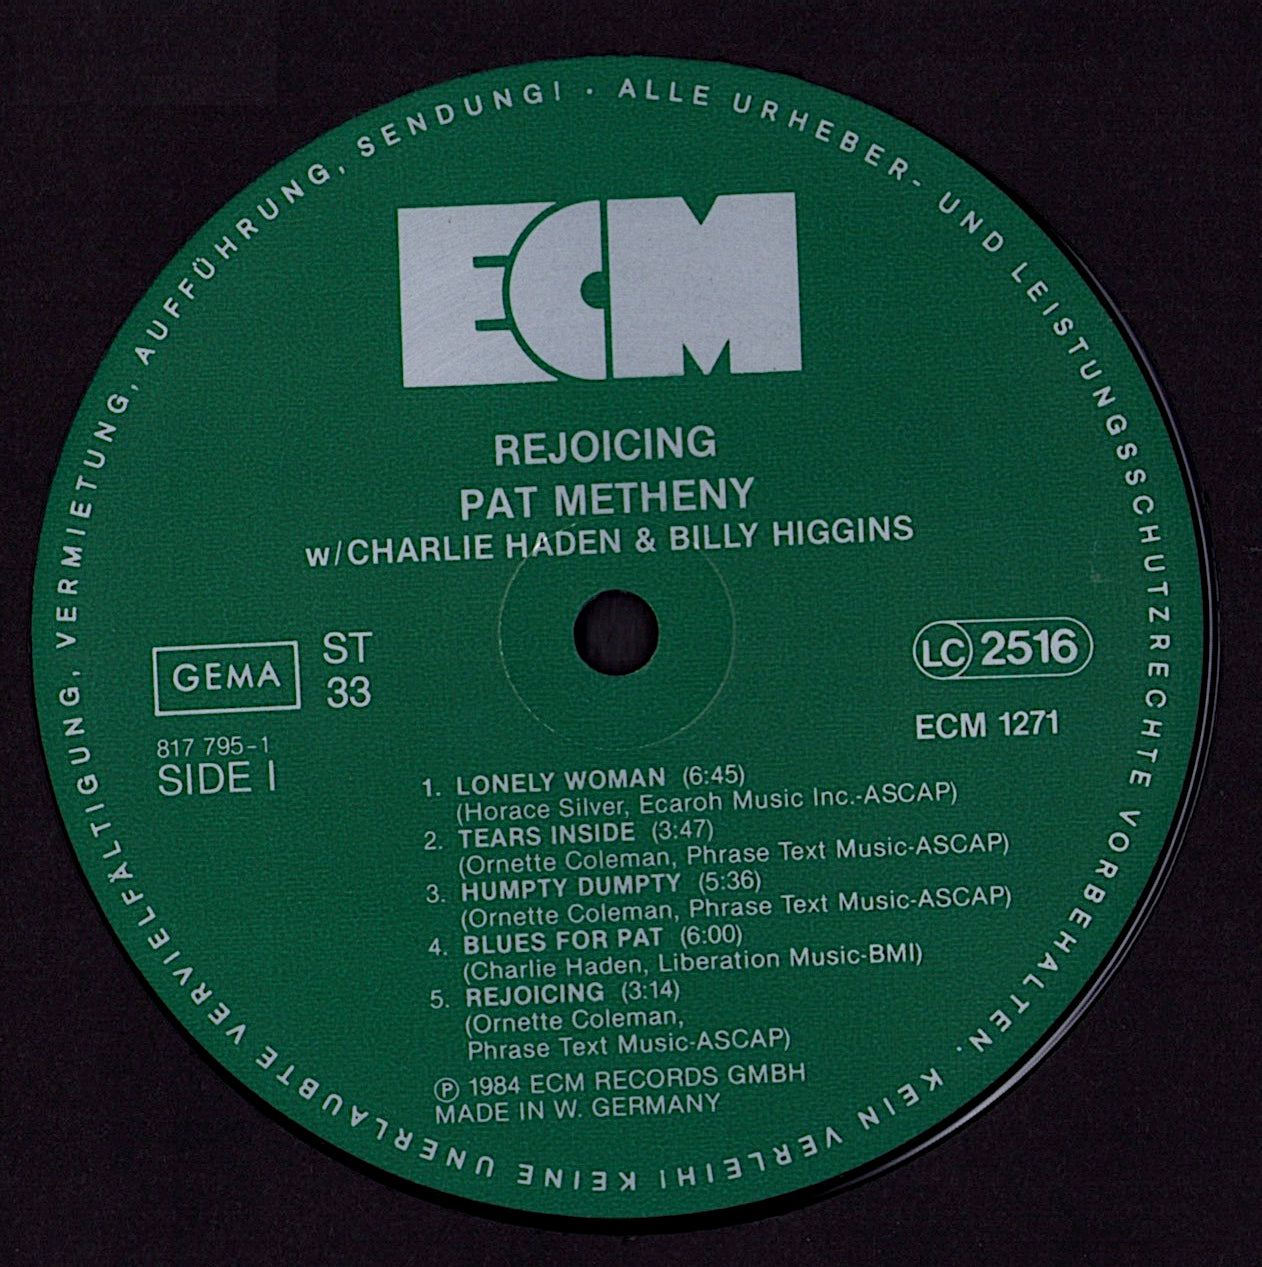 ALLE URHEBER- UND LEISTUNGSSCHUTZRECHTE VORBEHALTEN · KEIN VERLEIH! KEINE UNERLAUBTE VERVIELFÄLTIGUNG, VERMIETUNG, AUFFÜHRUNG, SENDUNG! ·
ECM
REJOICING
PAT METHENY
w/CHARLIE HADEN & BILLY HIGGINS
GEMA
ST
33
LC 2516
ECM 1271
817 795-1
SIDE I
1. LONELY WOMAN (6:45)
(Horace Silver, Ecaroh Music Inc.-ASCAP)
2. TEARS INSIDE (3:47)
(Ornette Coleman, Phrase Text Music-ASCAP)
3. HUMPTY DUMPTY (5:36)
(Ornette Coleman, Phrase Text Music-ASCAP)
4. BLUES FOR PAT (6:00)
(Charlie Haden, Liberation Music-BMI)
5. REJOICING (3:14)
(Ornette Coleman,
Phrase Text Music-ASCAP)
℗ 1984 ECM RECORDS GMBH
MADE IN W. GERMANY